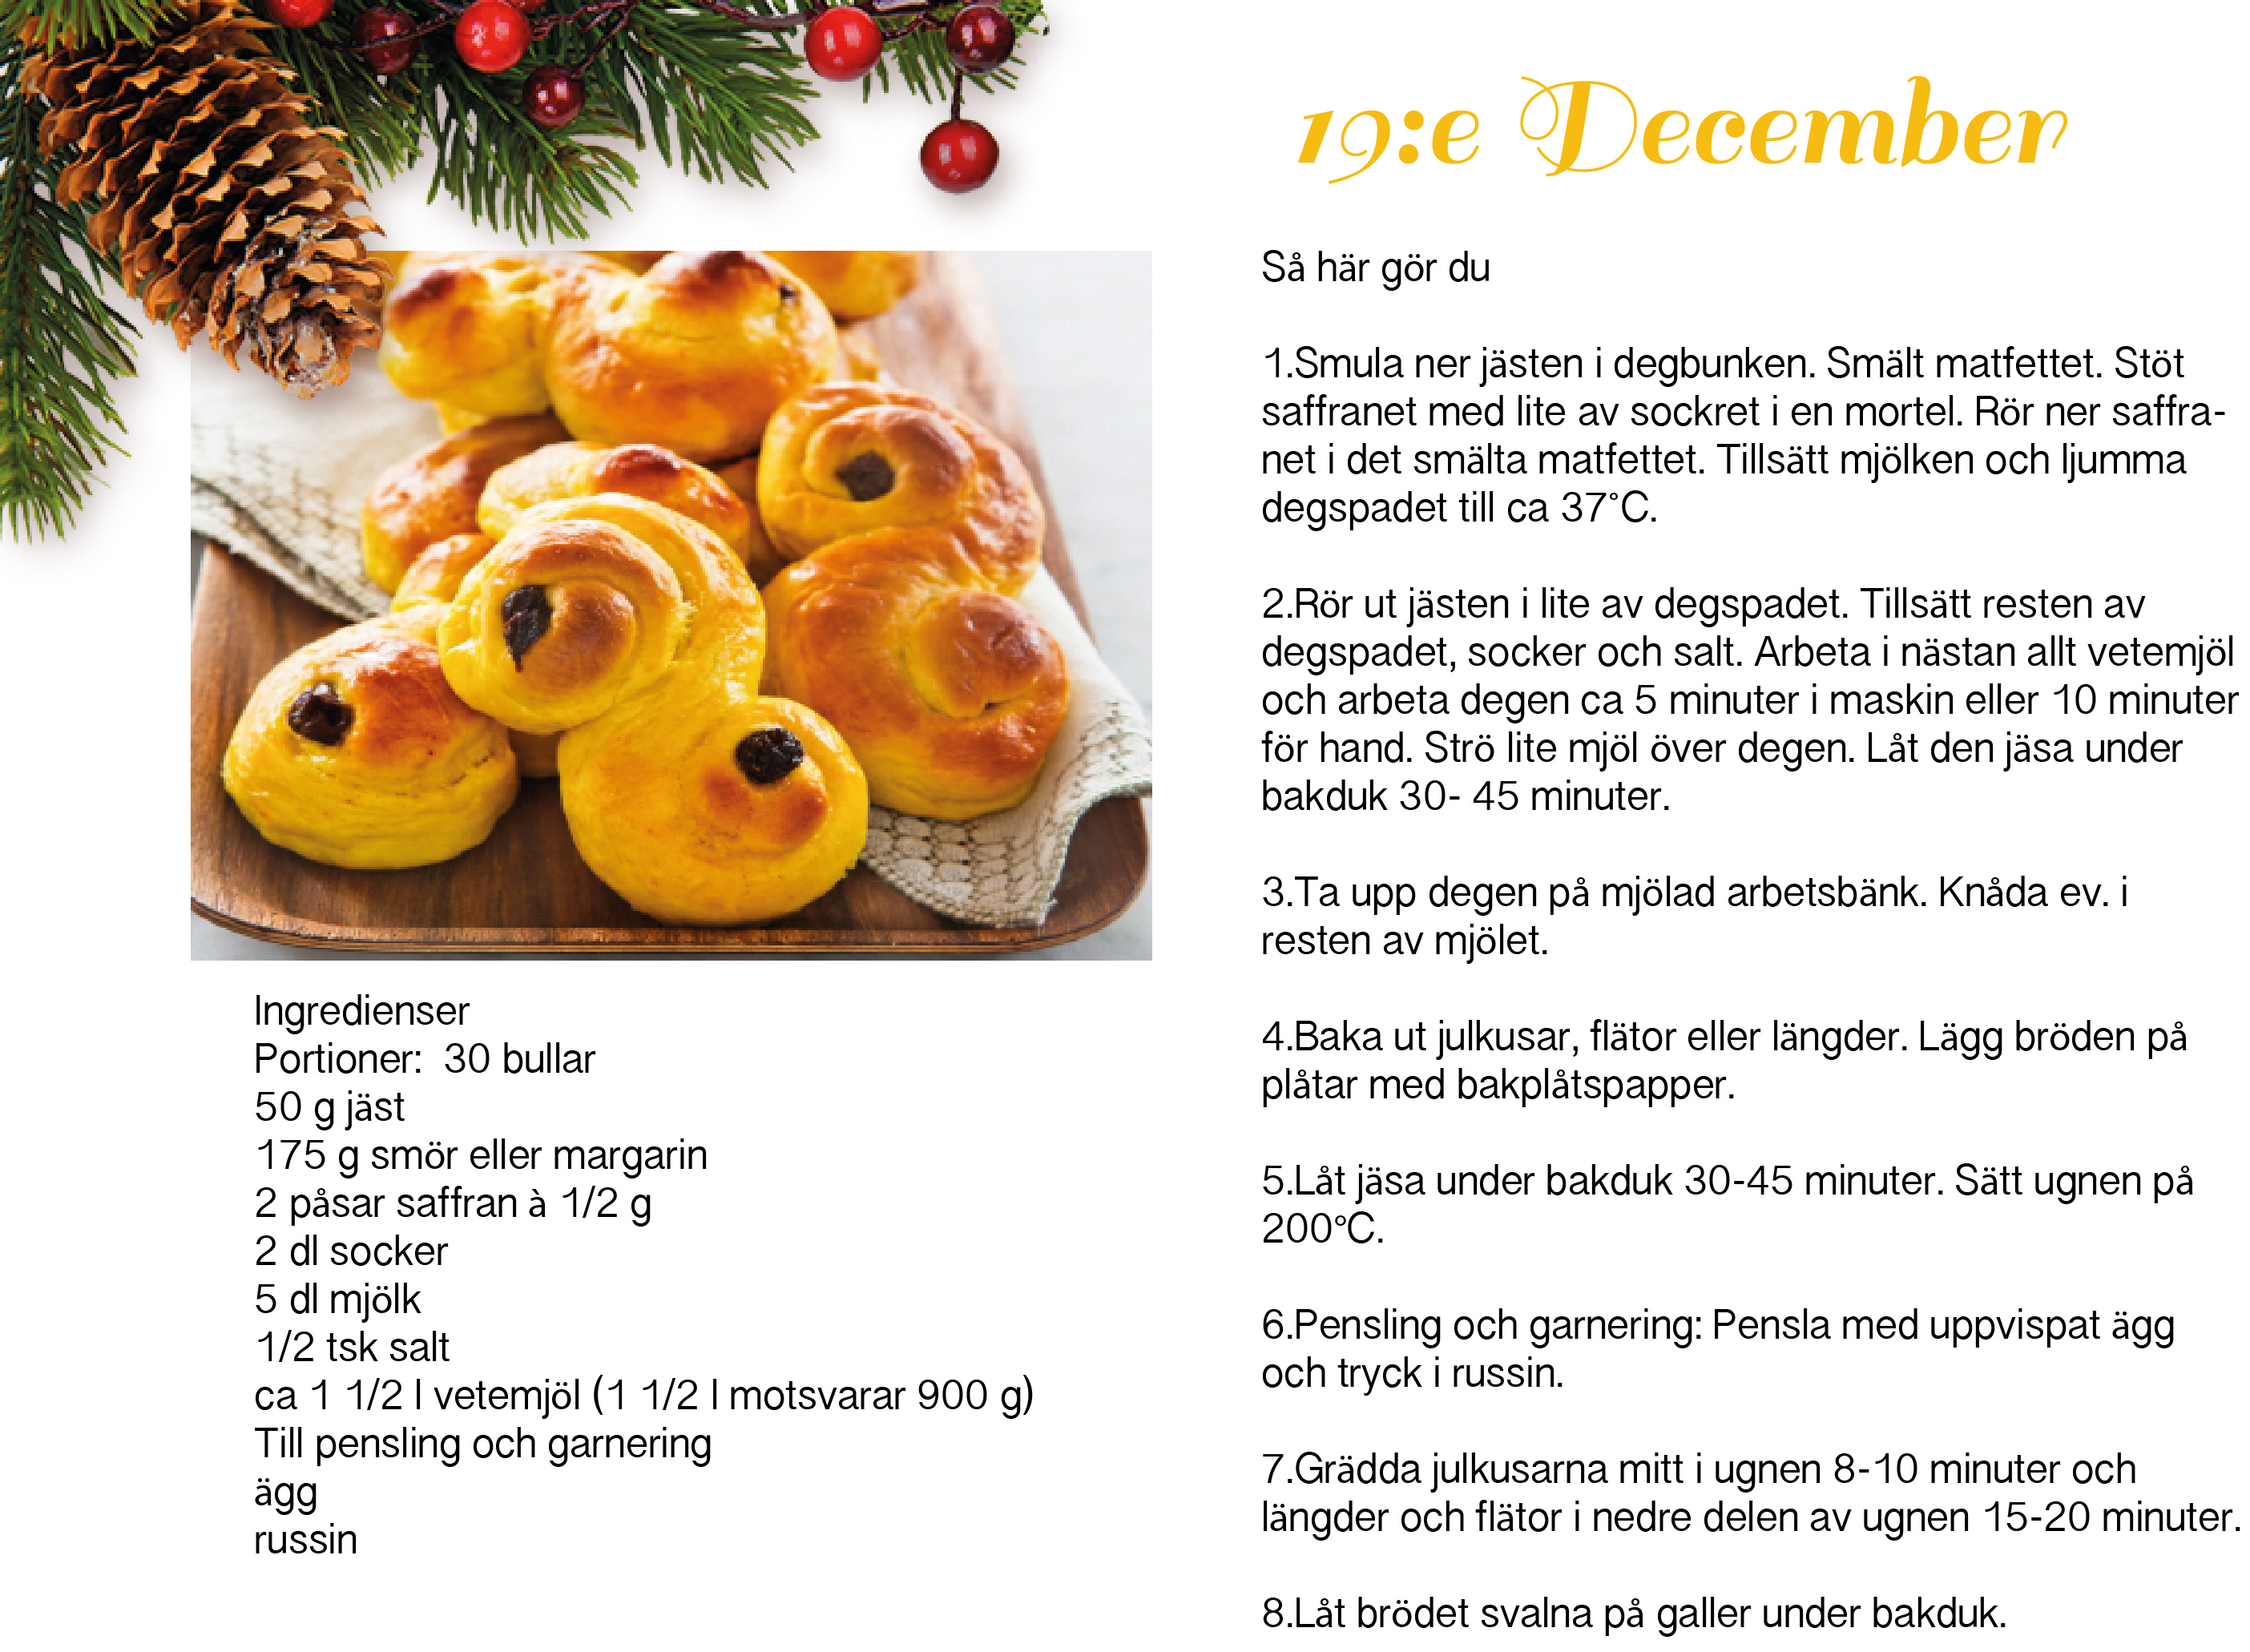 19:e December
Ingredienser
Portioner:  30 bullar
50 g jäst
175 g smör eller margarin
2 påsar saffran à 1/2 g
2 dl socker
5 dl mjölk
1/2 tsk salt
ca 1 1/2 l vetemjöl (1 1/2 l motsvarar 900 g)
Till pensling och garnering
ägg
russin
Så här gör du
1.Smula ner jästen i degbunken. Smält matfettet. Stöt
saffranet med lite av sockret i en mortel. Rör ner saffra-
net i det smälta matfettet. Tillsätt mjölken och ljumma
degspadet till ca 37°C.
2.Rör ut jästen i lite av degspadet. Tillsätt resten av
degspadet, socker och salt. Arbeta i nästan allt vetemjöl
och arbeta degen ca 5 minuter i maskin eller 10 minuter
för hand. Strö lite mjöl över degen. Låt den jäsa under
bakduk 30- 45 minuter.
3.Ta upp degen på mjölad arbetsbänk. Knåda ev. i
resten av mjölet.
4.Baka ut julkusar, flätor eller längder. Lägg bröden på
plåtar med bakplåtspapper.
5.Låt jäsa under bakduk 30-45 minuter. Sätt ugnen på
200°C.
6.Pensling och garnering: Pensla med uppvispat ägg
och tryck i russin.
7.Grädda julkusarna mitt i ugnen 8-10 minuter och
längder och flätor i nedre delen av ugnen 15-20 minuter.
8.Låt brödet svalna på galler under bakduk.